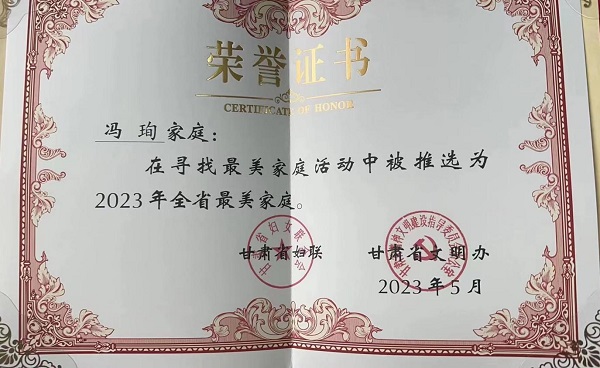 荣誉证书
CERTIFICATE OF HONOR
冯 珣家庭：
在寻找最美家庭活动中被推选为
2023年全省最美家庭。
甘肃省妇联 甘肃省文明办
2023年5月